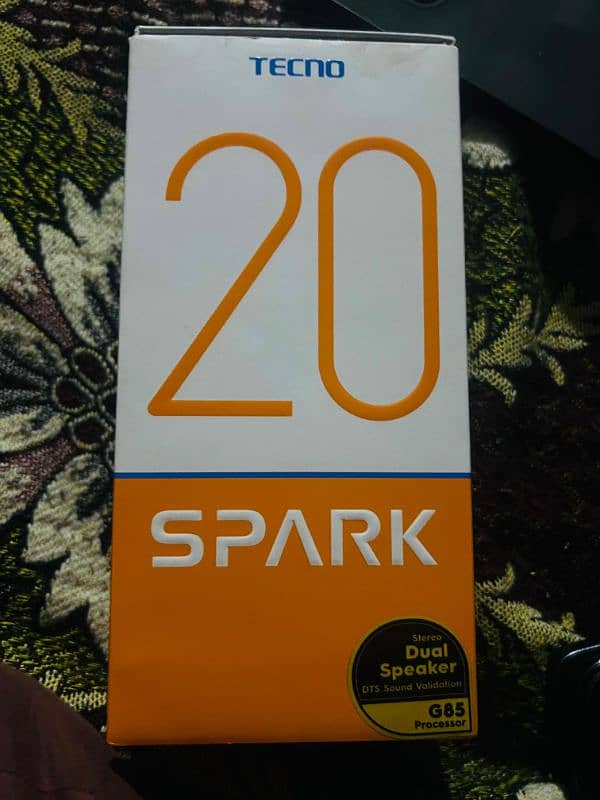 TECNO
20
SPARK
Stereo
Dual
Speaker
DTS Sound Validation
G85
Processor